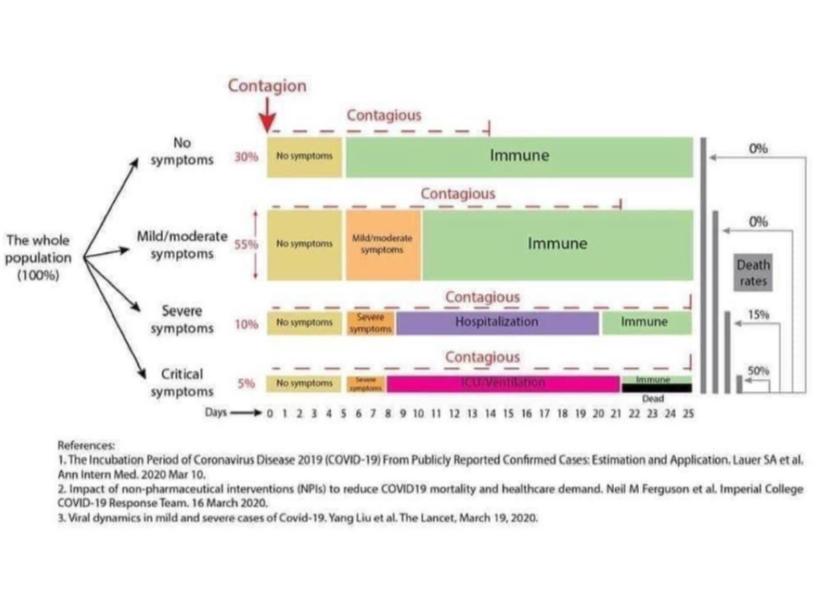 Contagion
Contagious
No
symptoms
30%
No symptoms
Immune
0%
Contagious
The whole
population
(100%)
Mild/moderate
symptoms
55%
No symptoms
Mild/moderate
symptoms
Immune
0%
Death
rates
Contagious
Severe
symptoms
10%
No symptoms
Severe
symptoms
Hospitalization
Immune
15%
Contagious
Critical
symptoms
5%
No symptoms
Severe
symptoms
ICU/Ventilation
Immune
Dead
50%
Days 0 1 2 3 4 5 6 7 8 9 10 11 12 13 14 15 16 17 18 19 20 21 22 23 24 25
References:
1. The Incubation Period of Coronavirus Disease 2019 (COVID-19) From Publicly Reported Confirmed Cases: Estimation and Application. Lauer SA et al.
Ann Intern Med. 2020 Mar 10.
2. Impact of non-pharmaceutical interventions (NPIs) to reduce COVID19 mortality and healthcare demand. Neil M Ferguson et al. Imperial College
COVID-19 Response Team. 16 March 2020.
3. Viral dynamics in mild and severe cases of Covid-19. Yang Liu et al. The Lancet, March 19, 2020.